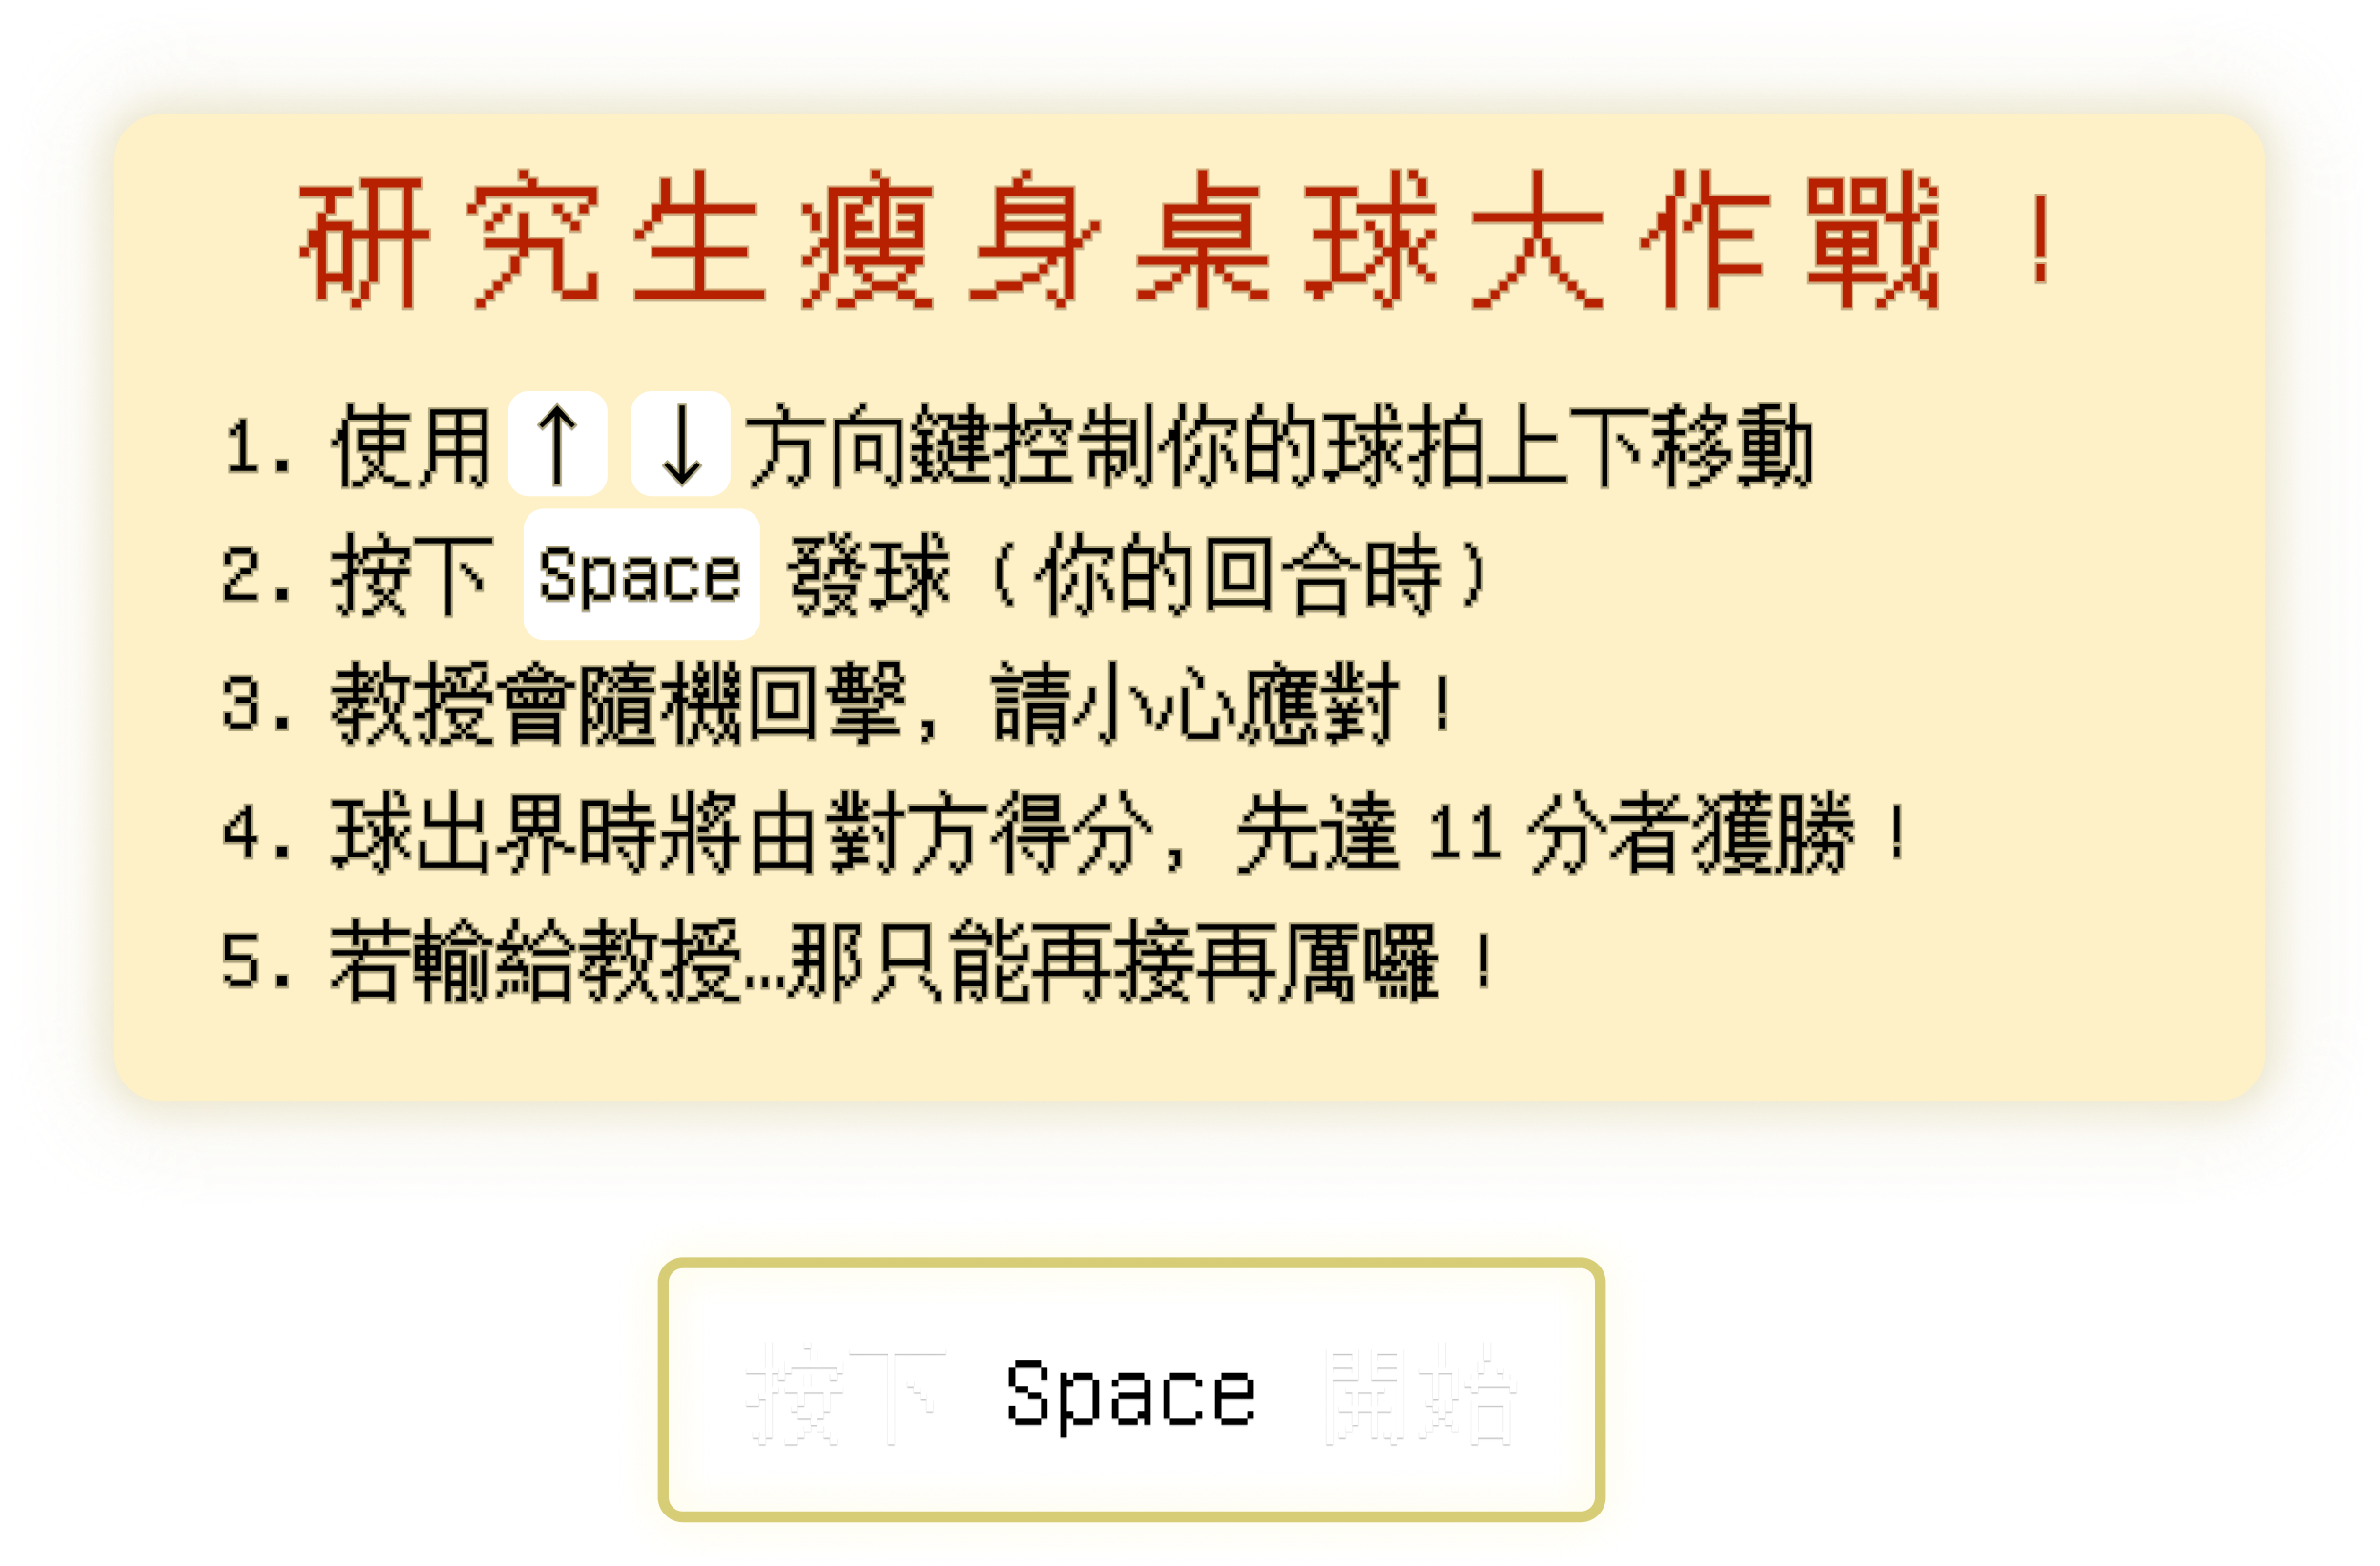 研究生瘦身桌球大作戰！
1. 使用 ↑ ↓ 方向鍵控制你的球拍上下移動
2. 按下 Space 發球（你的回合時）
3. 教授會隨機回擊，請小心應對！
4. 球出界時將由對方得分，先達 11 分者獲勝！
5. 若輸給教授…那只能再接再厲囉！
按下 Space 開始